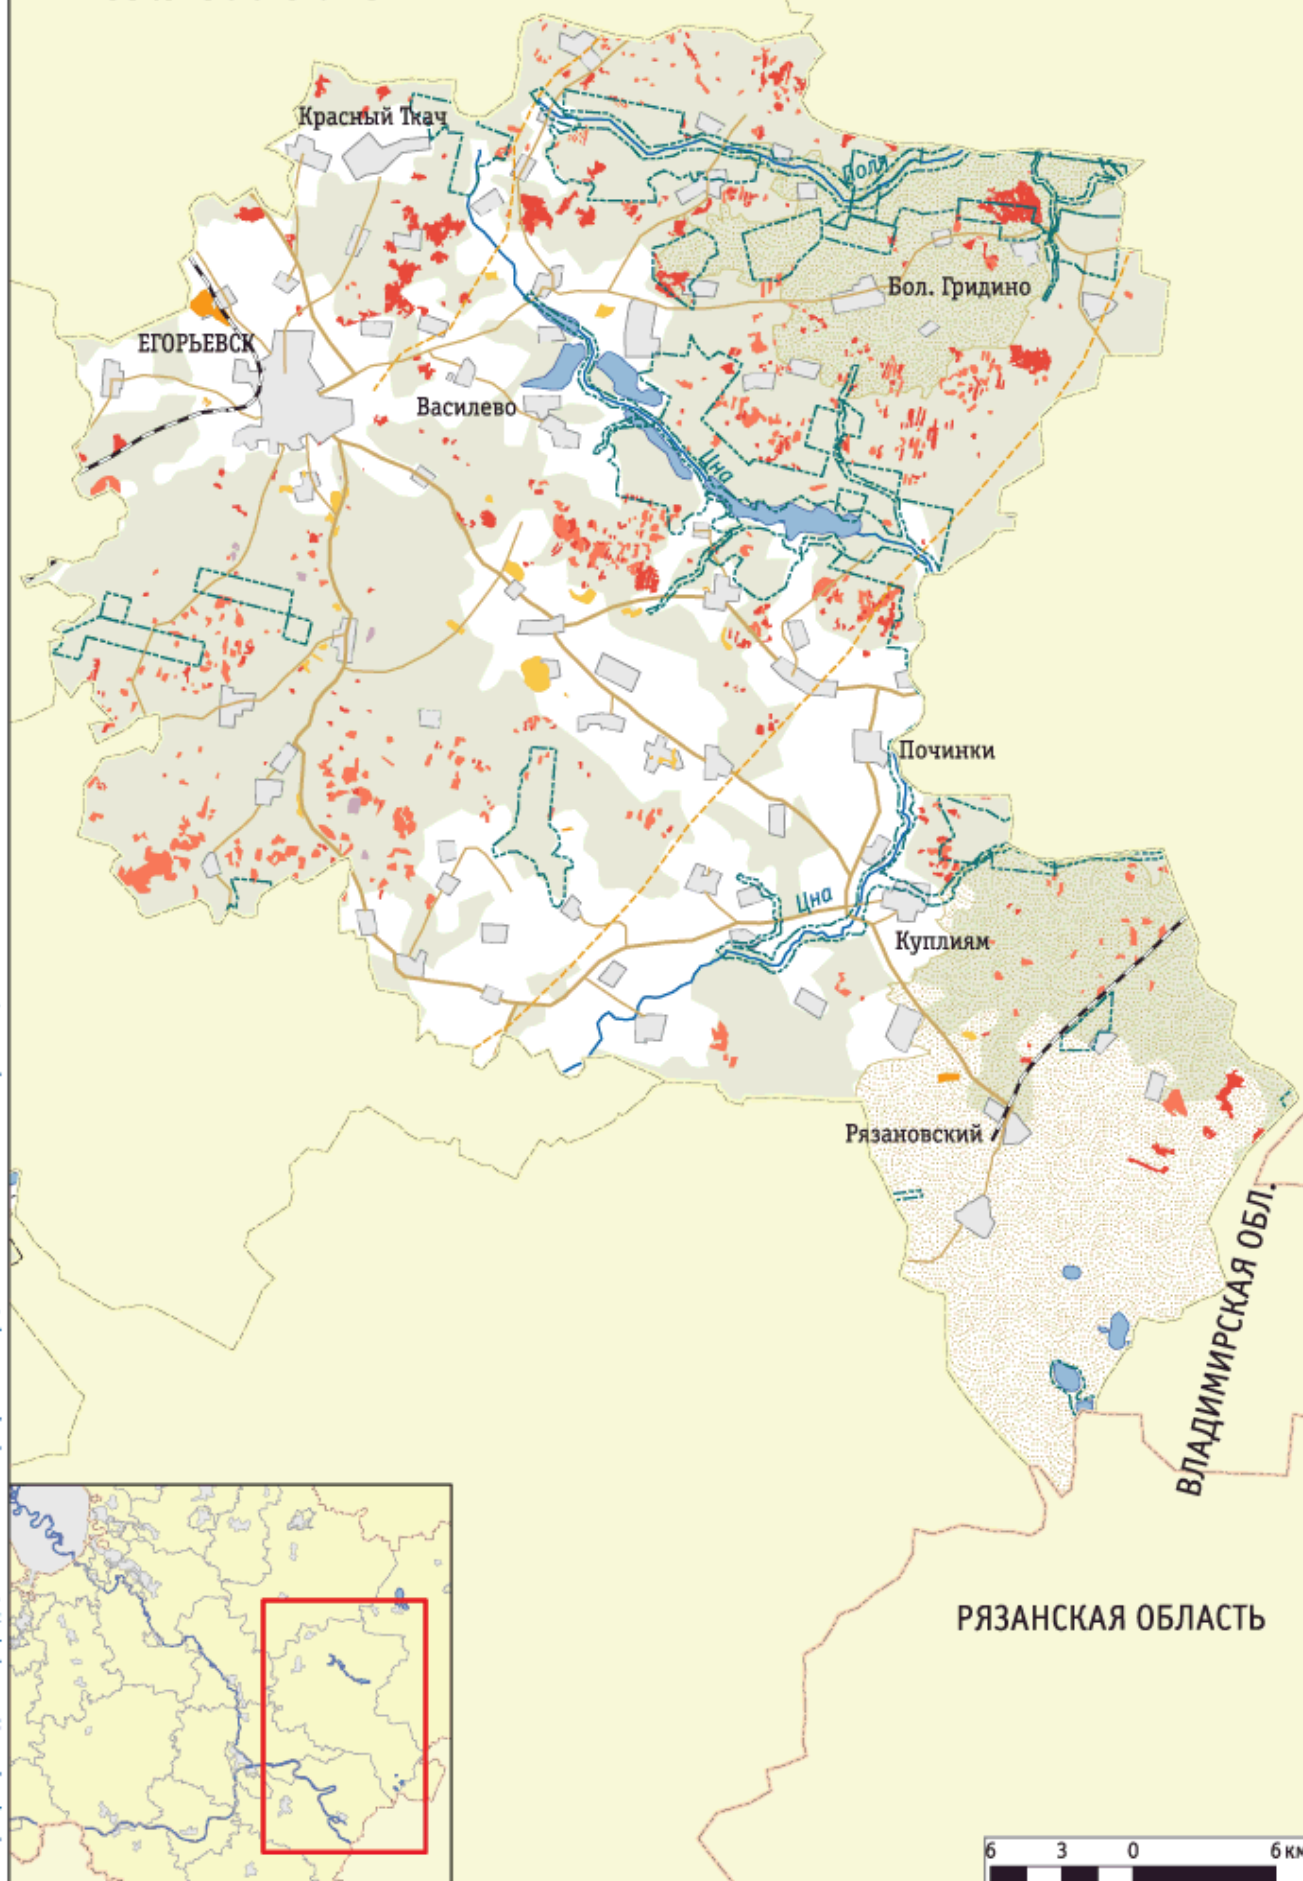 Красный Ткач
Поля
Бол. Гридино
ЕГОРЬЕВСК
Василево
Цна
Починки
Цна
Куплиям
Рязановский
ВЛАДИМИРСКАЯ ОБЛ.
РЯЗАНСКАЯ ОБЛАСТЬ
6 3 0 6 км